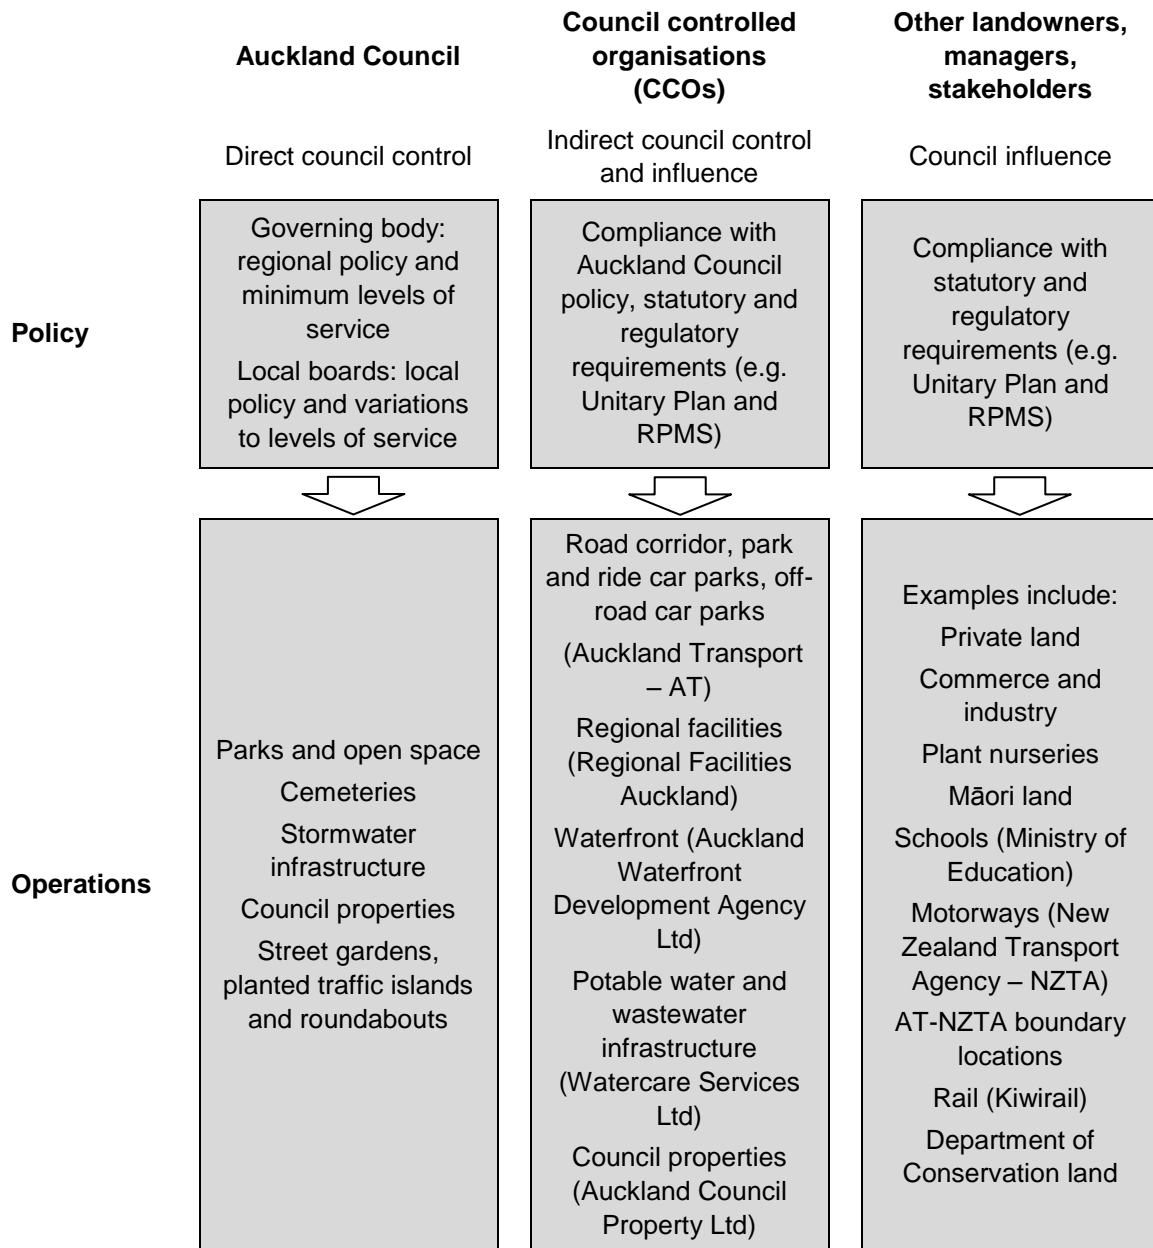 Auckland Council
Council controlled
organisations
(CCOs)
Other landowners,
managers,
stakeholders
Direct council control
Indirect council control
and influence
Council influence
Policy
Governing body:
regional policy and
minimum levels of
service
Local boards: local
policy and variations
to levels of service
Compliance with
Auckland Council
policy, statutory and
regulatory
requirements (e.g.
Unitary Plan and
RPMS)
Compliance with
statutory and
regulatory
requirements (e.g.
Unitary Plan and
RPMS)
Operations
Parks and open space
Cemeteries
Stormwater
infrastructure
Council properties
Street gardens,
planted traffic islands
and roundabouts
Road corridor, park
and ride car parks, off-
road car parks
(Auckland Transport
– AT)
Regional facilities
(Regional Facilities
Auckland)
Waterfront (Auckland
Waterfront
Development Agency
Ltd)
Potable water and
wastewater
infrastructure
(Watercare Services
Ltd)
Council properties
(Auckland Council
Property Ltd)
Examples include:
Private land
Commerce and
industry
Plant nurseries
Māori land
Schools (Ministry of
Education)
Motorways (New
Zealand Transport
Agency – NZTA)
AT-NZTA boundary
locations
Rail (Kiwirail)
Department of
Conservation land